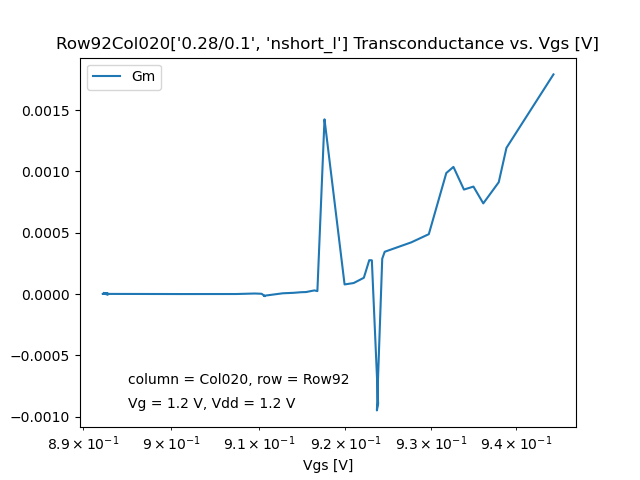 Row92Col020['0.28/0.1', 'nshort_l'] Transconductance vs. Vgs [V]
Gm
0.0015
0.0010
0.0005
0.0000
−0.0005
−0.0010
column = Col020, row = Row92
Vg = 1.2 V, Vdd = 1.2 V
8.9 × 10⁻¹ 9 × 10⁻¹ 9.1 × 10⁻¹ 9.2 × 10⁻¹ 9.3 × 10⁻¹ 9.4 × 10⁻¹
Vgs [V]